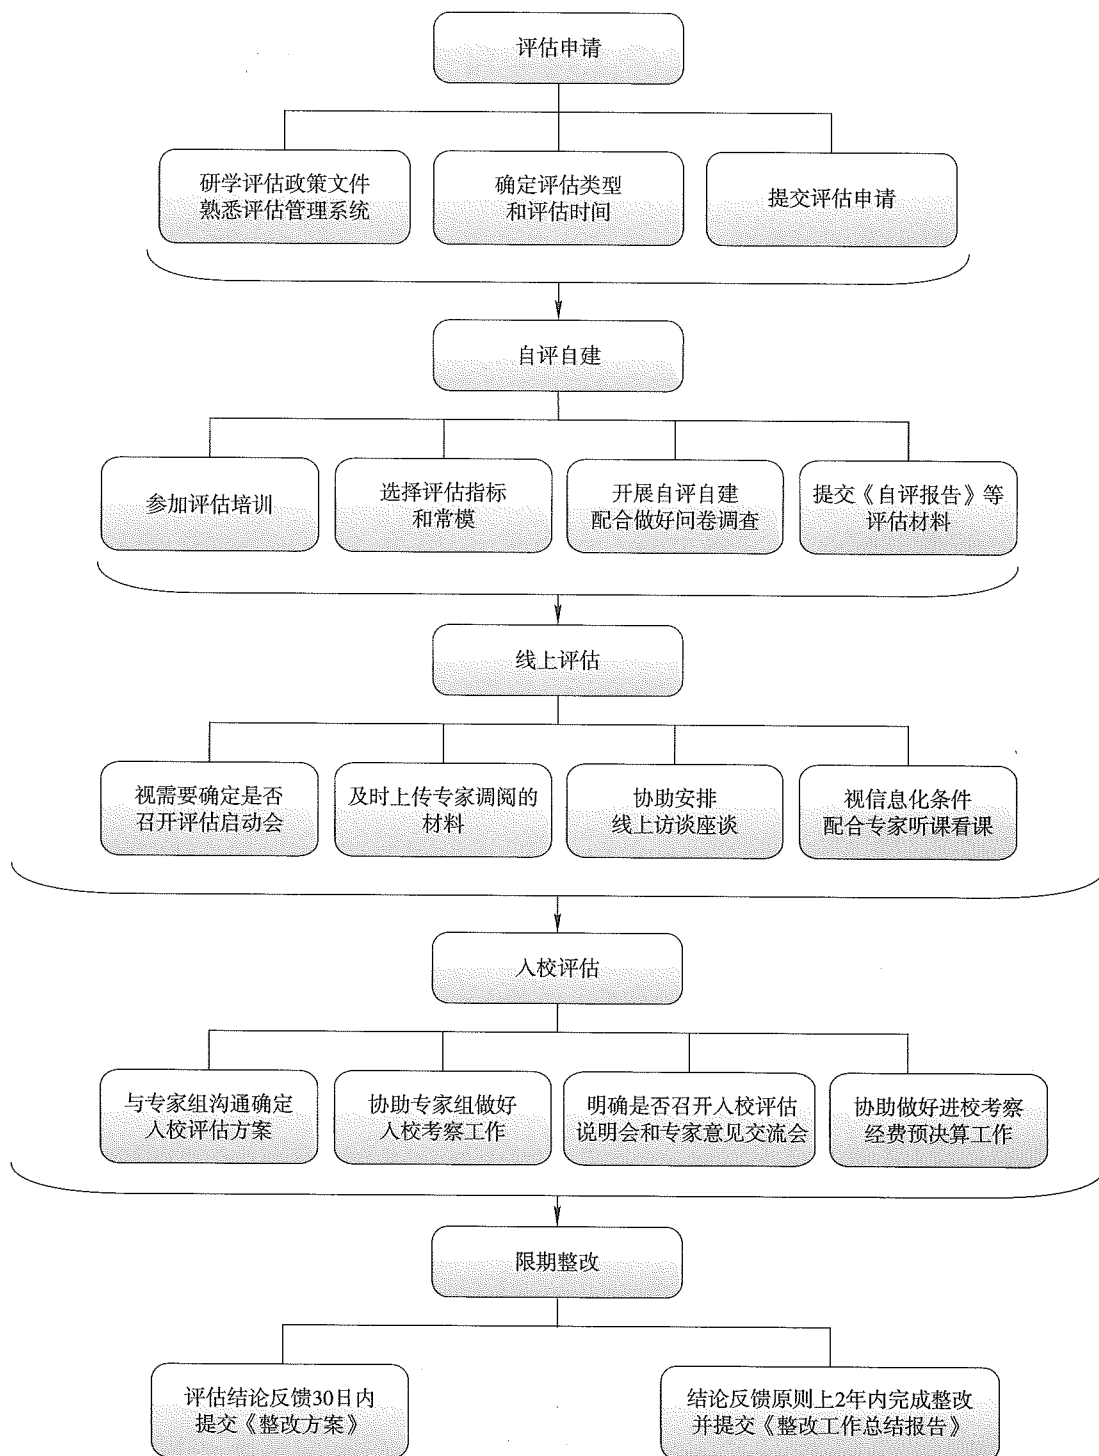 评估申请
研学评估政策文件
熟悉评估管理系统
确定评估类型
和评估时间
提交评估申请
自评自建
参加评估培训
选择评估指标
和常模
开展自评自建
配合做好问卷调查
提交《自评报告》等
评估材料
线上评估
视需要确定是否
召开评估启动会
及时上传专家调阅的
材料
协助安排
线上访谈座谈
视信息化条件
配合专家听课看课
入校评估
与专家组沟通确定
入校评估方案
协助专家组做好
入校考察工作
明确是否召开入校评估
说明会和专家意见交流会
协助做好进校考察
经费预决算工作
限期整改
评估结论反馈30日内
提交《整改方案》
结论反馈原则上2年内完成整改
并提交《整改工作总结报告》